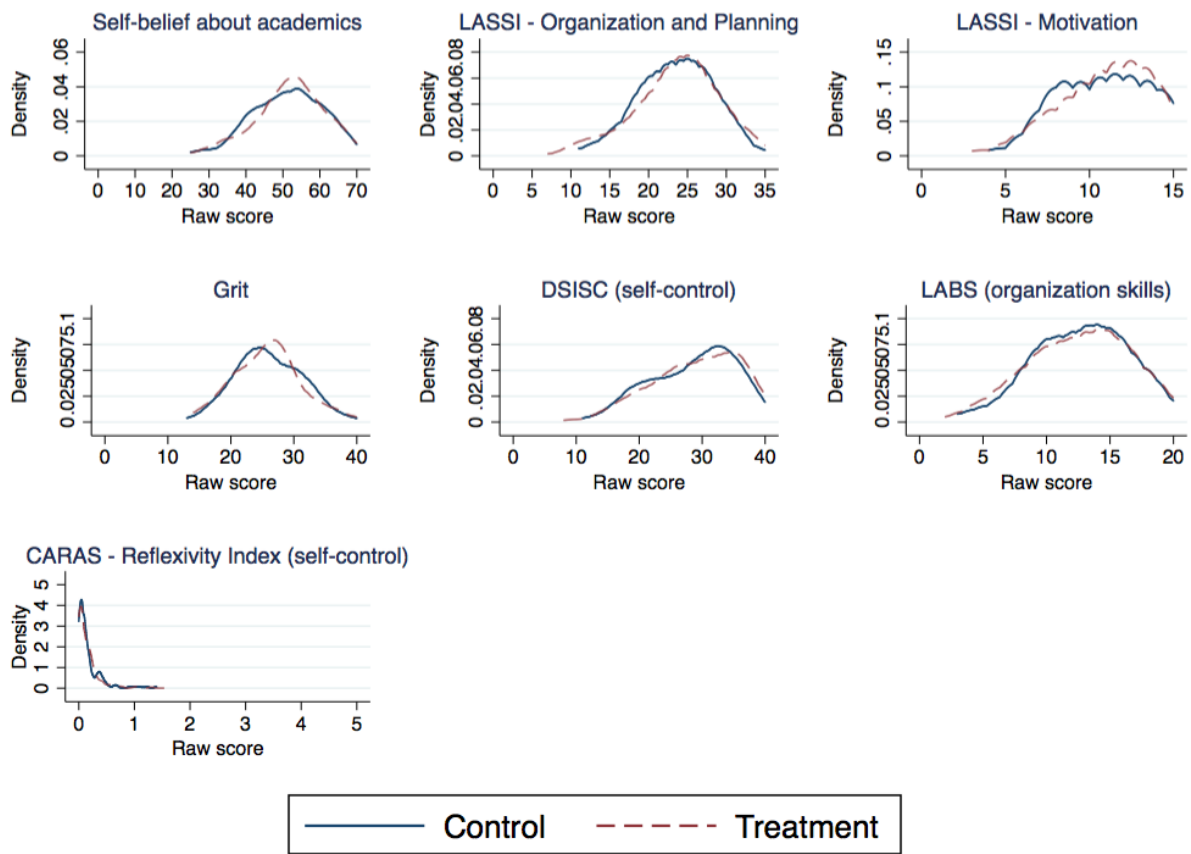 Self-belief about academics
Density
0 .02 .04 .06
0 10 20 30 40 50 60 70
Raw score
LASSI - Organization and Planning
Density
0 .02.04.06.08
0 5 10 15 20 25 30 35
Raw score
LASSI - Motivation
Density
0 .05 .1 .15
0 5 10 15
Raw score
Grit
Density
0 .02505075.1
0 10 20 30 40
Raw score
DSISC (self-control)
Density
0 .02.04.06.08
0 10 20 30 40
Raw score
LABS (organization skills)
Density
0 .02505075.1
0 5 10 15 20
Raw score
CARAS - Reflexivity Index (self-control)
Density
0 1 2 3 4 5
0 1 2 3 4 5
Raw score
Control Treatment